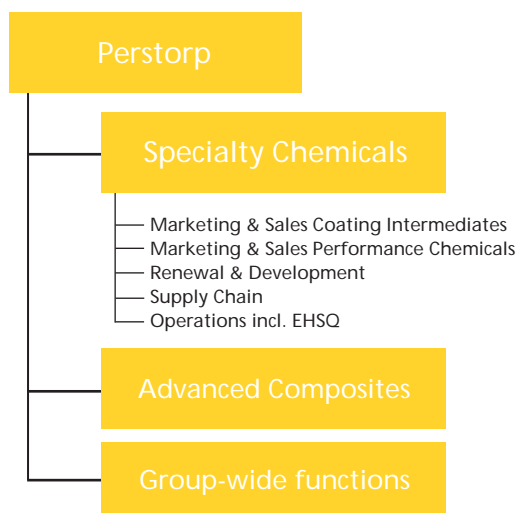 Perstorp
Specialty Chemicals
Marketing & Sales Coating Intermediates
Marketing & Sales Performance Chemicals
Renewal & Development
Supply Chain
Operations incl. EHSQ
Advanced Composites
Group-wide functions